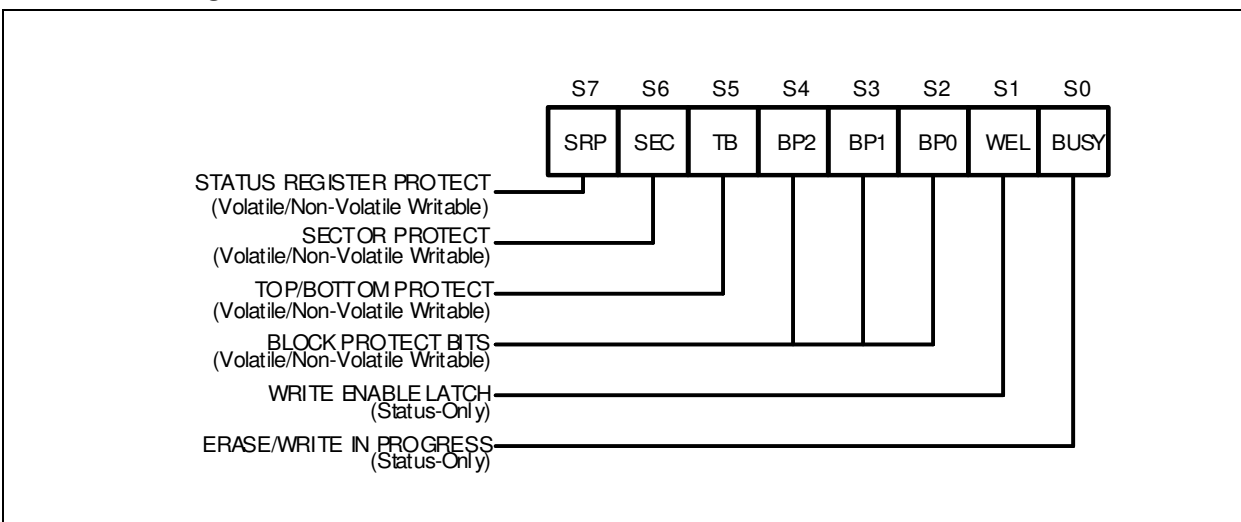 S7 S6 S5 S4 S3 S2 S1 S0
SRP SEC TB BP2 BP1 BP0 WEL BUSY
STATUS REGISTER PROTECT
(Volatile/Non-Volatile Writable)
SECTOR PROTECT
(Volatile/Non-Volatile Writable)
TOP/BOTTOM PROTECT
(Volatile/Non-Volatile Writable)
BLOCK PROTECT BITS
(Volatile/Non-Volatile Writable)
WRITE ENABLE LATCH
(Status-Only)
ERASE/WRITE IN PROGRESS
(Status-Only)